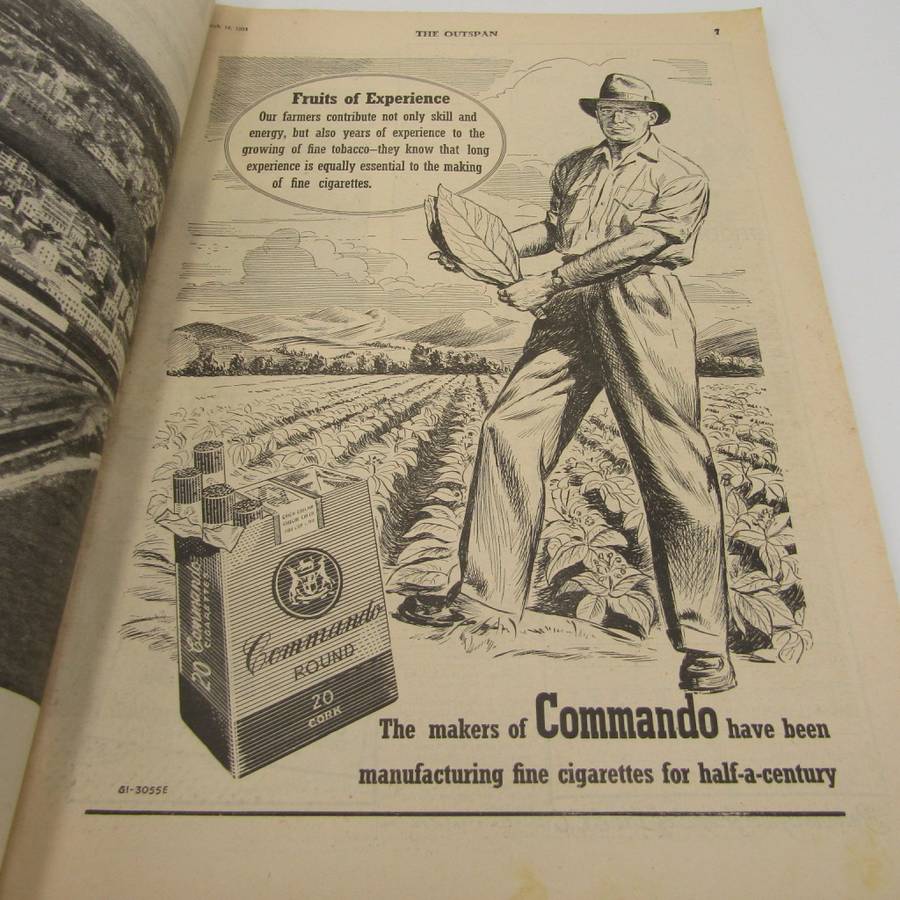 THE OUTSPAN
7
Fruits of Experience
Our farmers contribute not only skill and
energy, but also years of experience to the
growing of fine tobacco—they know that long
experience is equally essential to the making
of fine cigarettes.
20 Commando
CIGARETTES
Commando
ROUND
20
CORK
The makers of Commando have been
manufacturing fine cigarettes for half-a-century
GI-3055E